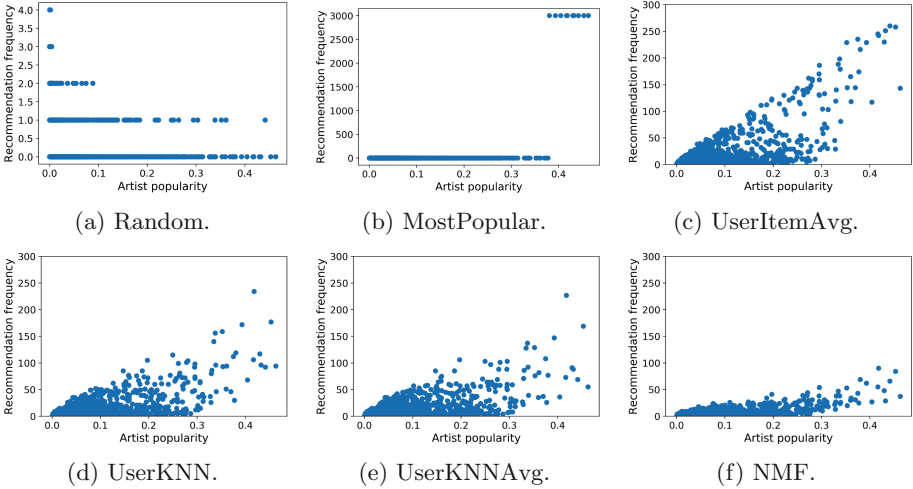 Recommendation frequency
4.0
3.5
3.0
2.5
2.0
1.5
1.0
0.5
0.0
0.0 0.1 0.2 0.3 0.4
Artist popularity
(a) Random.
Recommendation frequency
3000
2500
2000
1500
1000
500
0
0.0 0.1 0.2 0.3 0.4
Artist popularity
(b) MostPopular.
Recommendation frequency
300
250
200
150
100
50
0
0.0 0.1 0.2 0.3 0.4
Artist popularity
(c) UserItemAvg.
Recommendation frequency
300
250
200
150
100
50
0
0.0 0.1 0.2 0.3 0.4
Artist popularity
(d) UserKNN.
Recommendation frequency
300
250
200
150
100
50
0
0.0 0.1 0.2 0.3 0.4
Artist popularity
(e) UserKNNAvg.
Recommendation frequency
300
250
200
150
100
50
0
0.0 0.1 0.2 0.3 0.4
Artist popularity
(f) NMF.